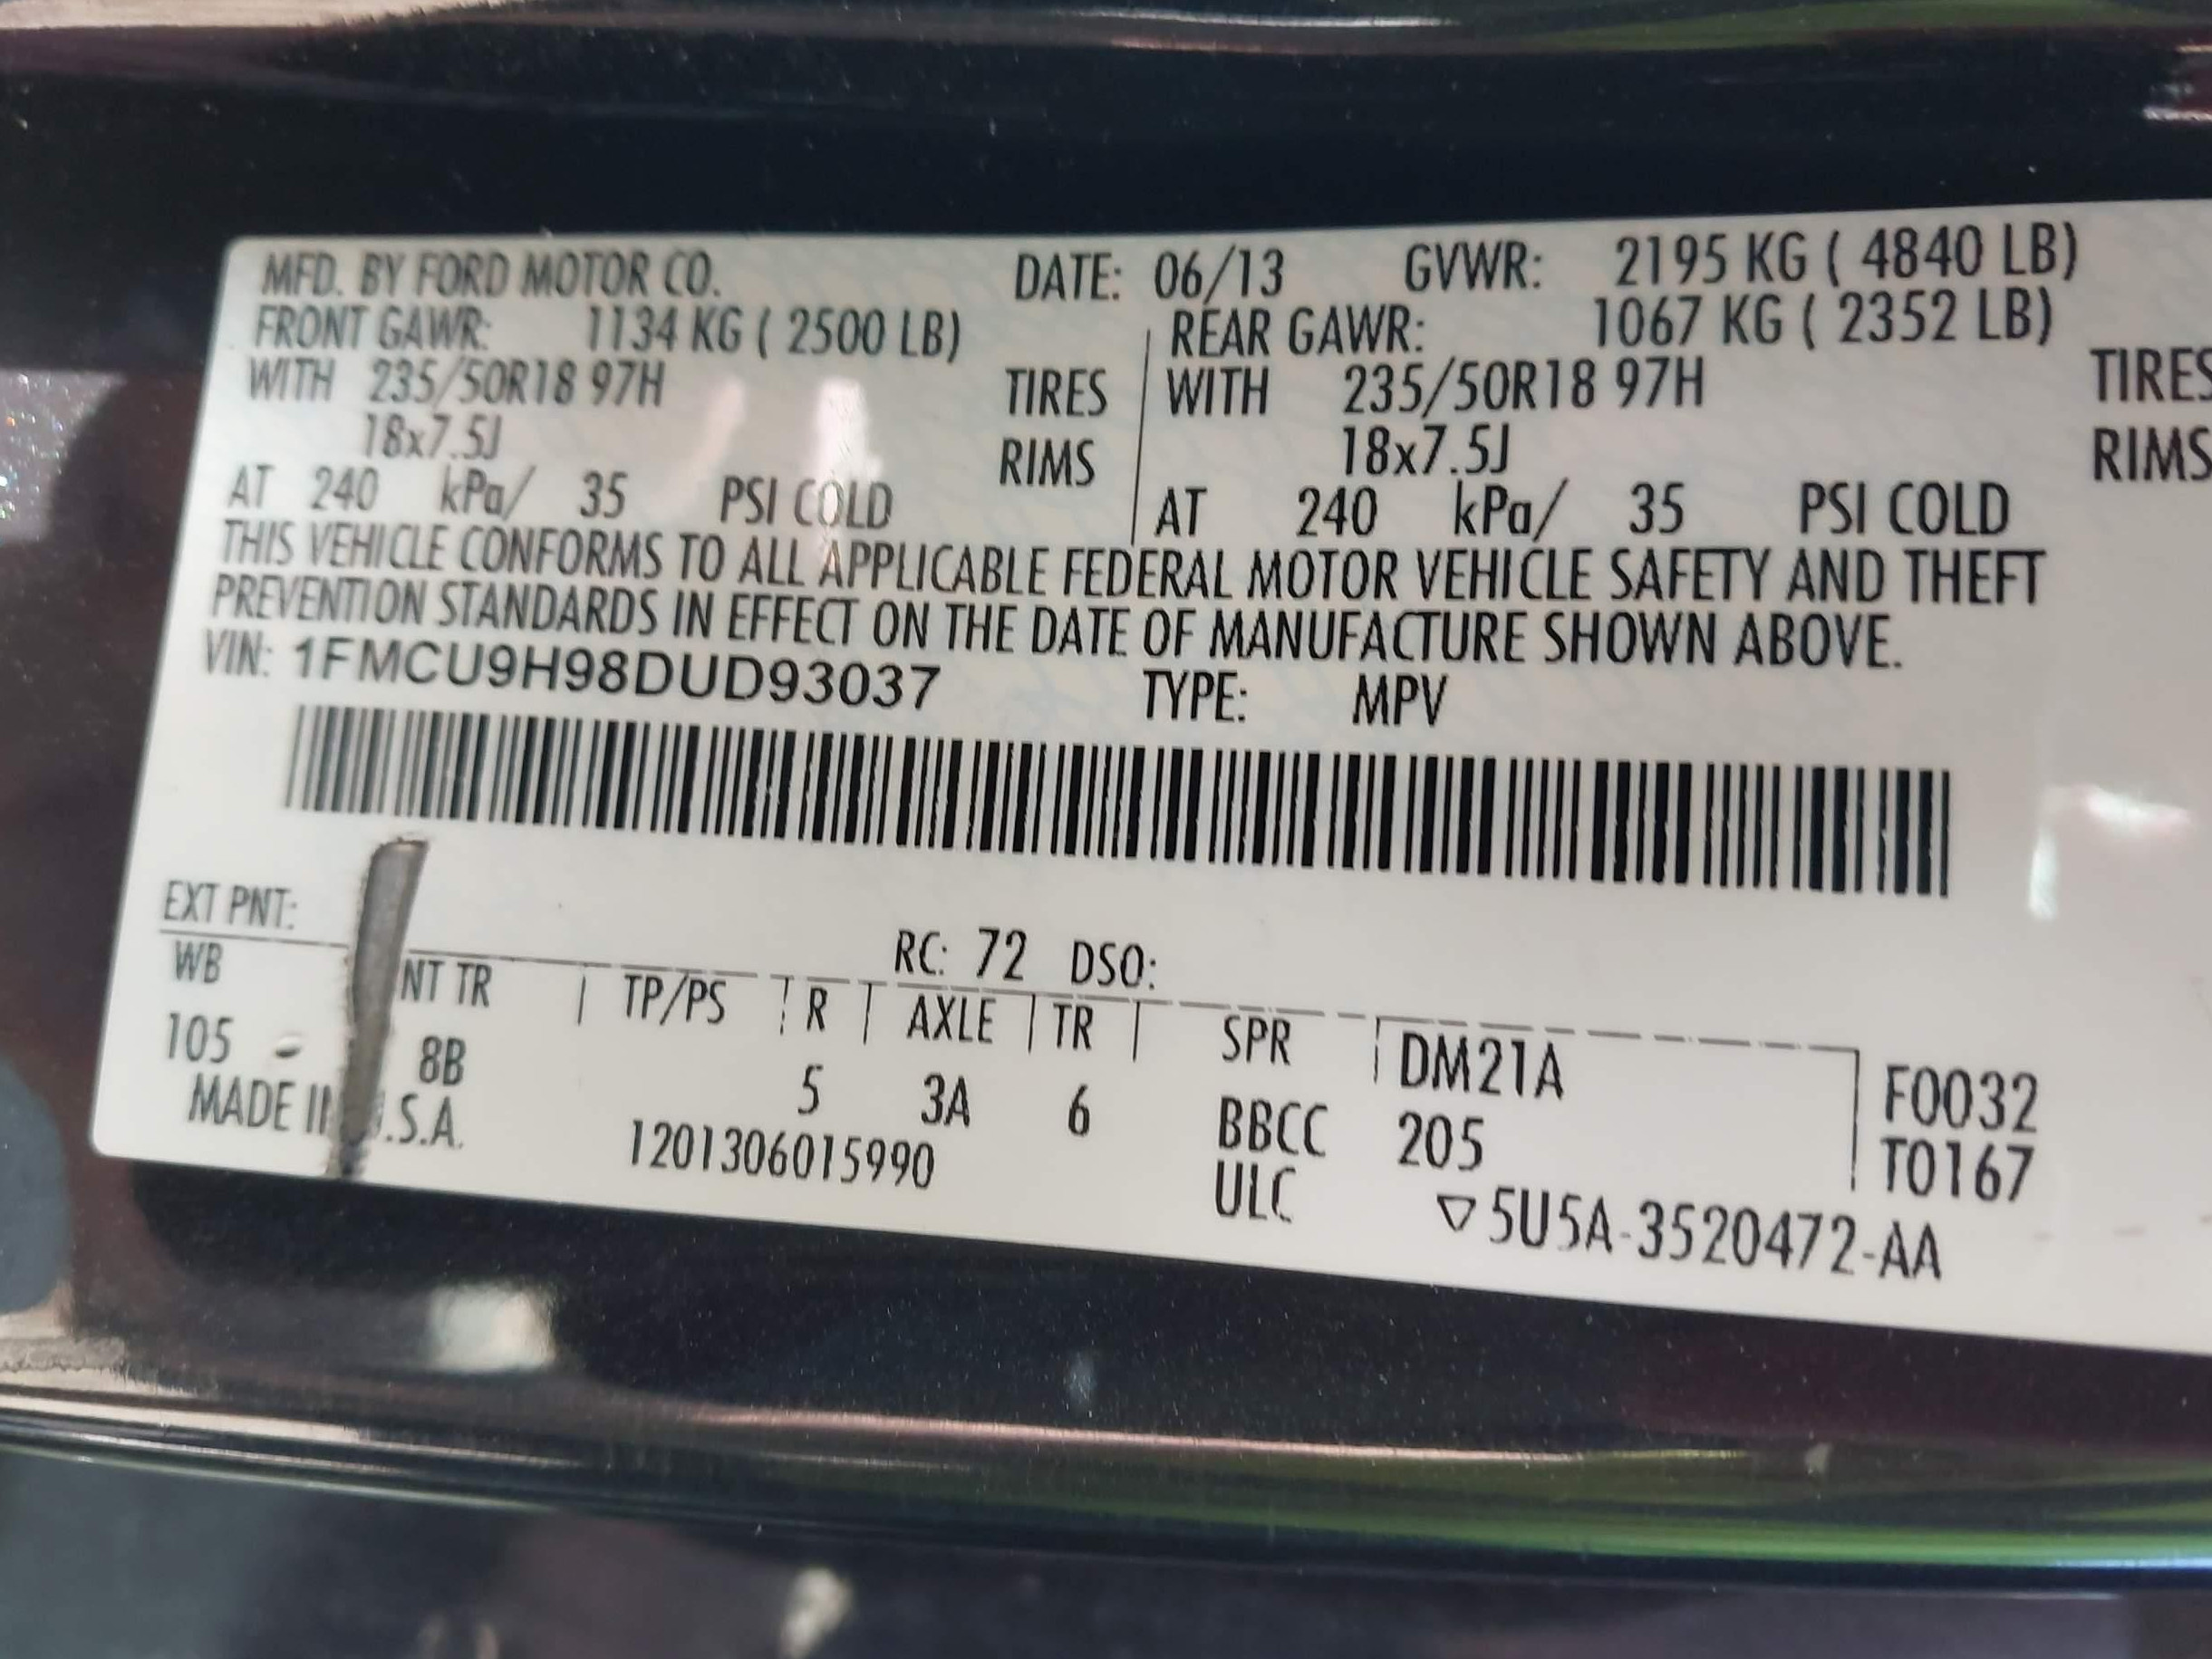 MFD. BY FORD MOTOR CO. DATE: 06/13 GVWR: 2195 KG ( 4840 LB)
FRONT GAWR: 1134 KG ( 2500 LB) REAR GAWR: 1067 KG ( 2352 LB)
WITH 235/50R18 97H TIRES WITH 235/50R18 97H TIRES
18x7.5J RIMS 18x7.5J RIMS
AT 240 kPa/ 35 PSI COLD AT 240 kPa/ 35 PSI COLD
THIS VEHICLE CONFORMS TO ALL APPLICABLE FEDERAL MOTOR VEHICLE SAFETY AND THEFT
PREVENTION STANDARDS IN EFFECT ON THE DATE OF MANUFACTURE SHOWN ABOVE.
VIN: 1FMCU9H98DUD93037 TYPE: MPV
EXT PNT: RC: 72 DSO:
WB NT TR TP/PS R AXLE TR SPR DM21A F0032
105 8B 5 3A 6 BBCC 205 T0167
MADE IN .S.A. 1201306015990 ULC ▽5U5A-3520472-AA